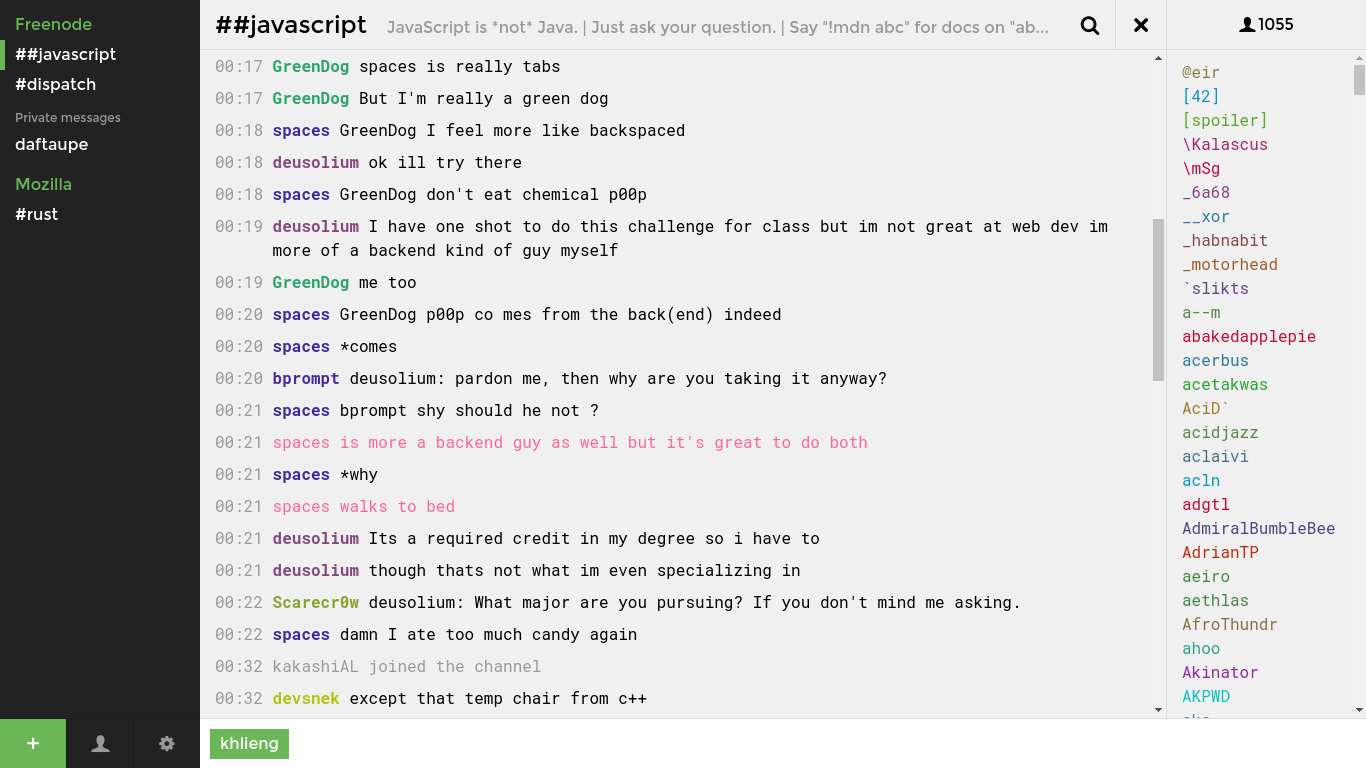 Freenode
##javascript
#dispatch
Private messages
daftaupe
Mozilla
#rust
+
##javascript JavaScript is *not* Java. | Just ask your question. | Say "!mdn abc" for docs on "ab...
00:17 GreenDog spaces is really tabs
00:17 GreenDog But I'm really a green dog
00:18 spaces GreenDog I feel more like backspaced
00:18 deusolium ok ill try there
00:18 spaces GreenDog don't eat chemical p00p
00:19 deusolium I have one shot to do this challenge for class but im not great at web dev im
more of a backend kind of guy myself
00:19 GreenDog me too
00:20 spaces GreenDog p00p co mes from the back(end) indeed
00:20 spaces *comes
00:20 bprompt deusolium: pardon me, then why are you taking it anyway?
00:21 spaces bprompt shy should he not ?
00:21 spaces is more a backend guy as well but it's great to do both
00:21 spaces *why
00:21 spaces walks to bed
00:21 deusolium Its a required credit in my degree so i have to
00:21 deusolium though thats not what im even specializing in
00:22 Scarecr0w deusolium: What major are you pursuing? If you don't mind me asking.
00:22 spaces damn I ate too much candy again
00:32 kakashiAL joined the channel
00:32 devsnek except that temp chair from c++
khlieng
1055
@eir
[42]
[spoiler]
\Kalascus
\mSg
_6a68
__xor
_habnabit
_motorhead
`slikts
a--m
abakedapplepie
acerbus
acetakwas
AciD`
acidjazz
aclaivi
acln
adgtl
AdmiralBumbleBee
AdrianTP
aeiro
aethlas
AfroThundr
ahoo
Akinator
AKPWD